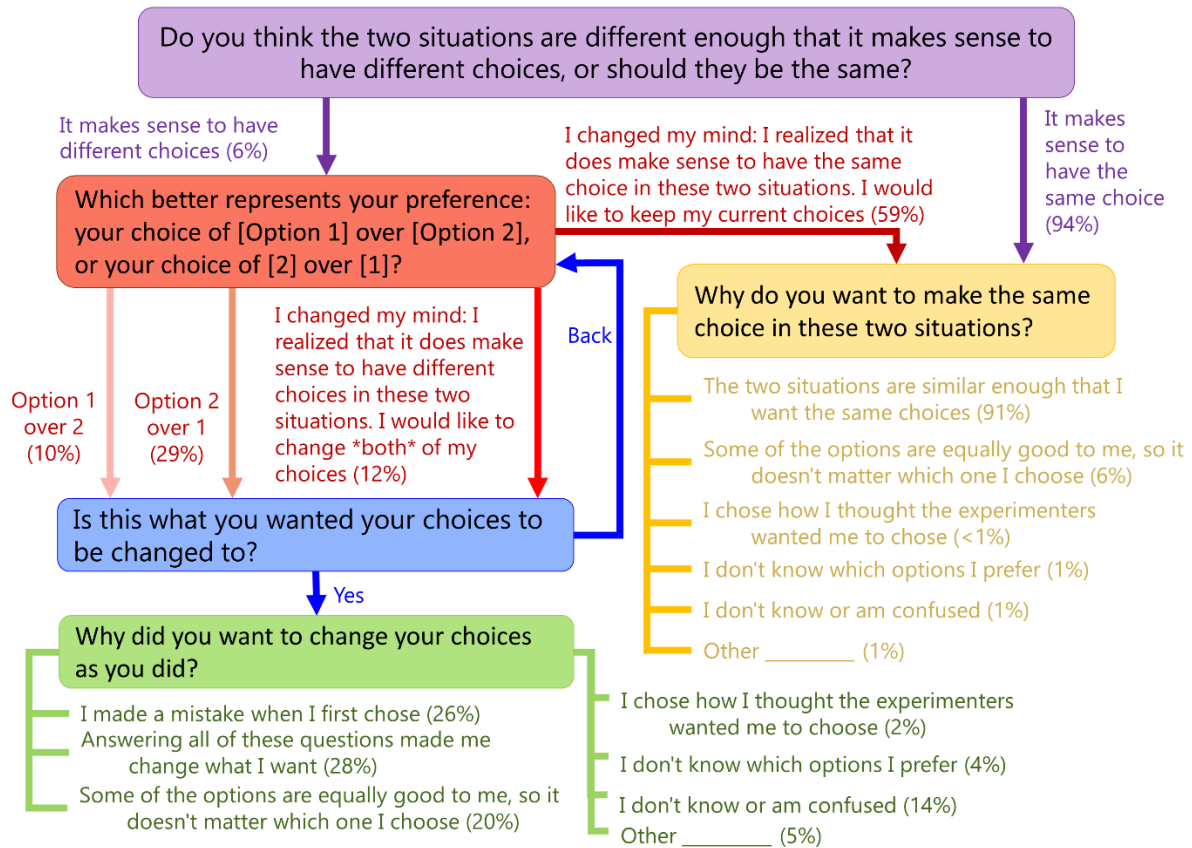 Do you think the two situations are different enough that it makes sense to
have different choices, or should they be the same?
It makes sense to have
different choices (6%)
I changed my mind: I realized that it
does make sense to have the same
choice in these two situations. I would
like to keep my current choices (59%)
It makes
sense to
have the
same choice
(94%)
Which better represents your preference:
your choice of [Option 1] over [Option 2],
or your choice of [2] over [1]?
Option 1
over 2
(10%)
Option 2
over 1
(29%)
I changed my mind: I
realized that it does make
sense to have different
choices in these two
situations. I would like to
change *both* of my
choices (12%)
Back
Why do you want to make the same
choice in these two situations?
The two situations are similar enough that I
want the same choices (91%)
Some of the options are equally good to me, so it
doesn't matter which one I choose (6%)
I chose how I thought the experimenters
wanted me to chose (<1%)
I don't know which options I prefer (1%)
I don't know or am confused (1%)
Other _________ (1%)
Is this what you wanted your choices to
be changed to?
Yes
Why did you want to change your choices
as you did?
I made a mistake when I first chose (26%)
Answering all of these questions made me
change what I want (28%)
Some of the options are equally good to me, so it
doesn't matter which one I choose (20%)
I chose how I thought the experimenters
wanted me to choose (2%)
I don't know which options I prefer (4%)
I don't know or am confused (14%)
Other _________ (5%)